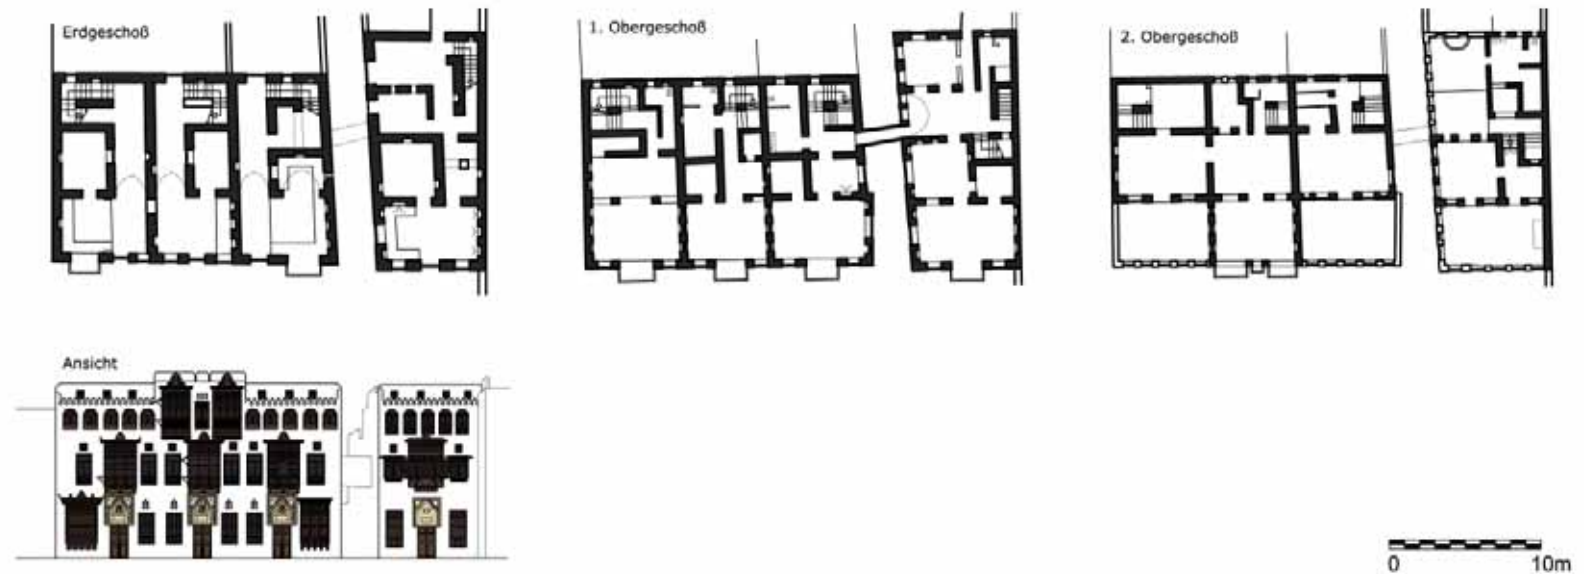 Erdgeschoß
1. Obergeschoß
2. Obergeschoß
Ansicht
0 10m